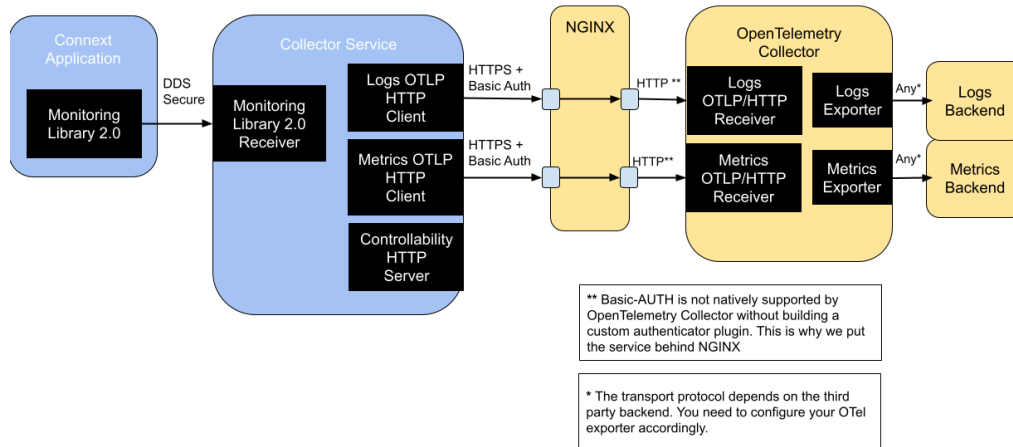 Connext
Application
Monitoring
Library 2.0
DDS
Secure
Collector Service
Monitoring
Library 2.0
Receiver
Logs OTLP
HTTP
Client
Metrics OTLP
HTTP
Client
Controllability
HTTP
Server
HTTPS +
Basic Auth
HTTPS +
Basic Auth
NGINX
HTTP **
HTTP**
OpenTelemetry
Collector
Logs
OTLP/HTTP
Receiver
Logs
Exporter
Metrics
OTLP/HTTP
Receiver
Metrics
Exporter
Any*
Any*
Logs
Backend
Metrics
Backend
** Basic-AUTH is not natively supported by
OpenTelemetry Collector without building a
custom authenticator plugin. This is why we put
the service behind NGINX
* The transport protocol depends on the third
party backend. You need to configure your OTel
exporter accordingly.